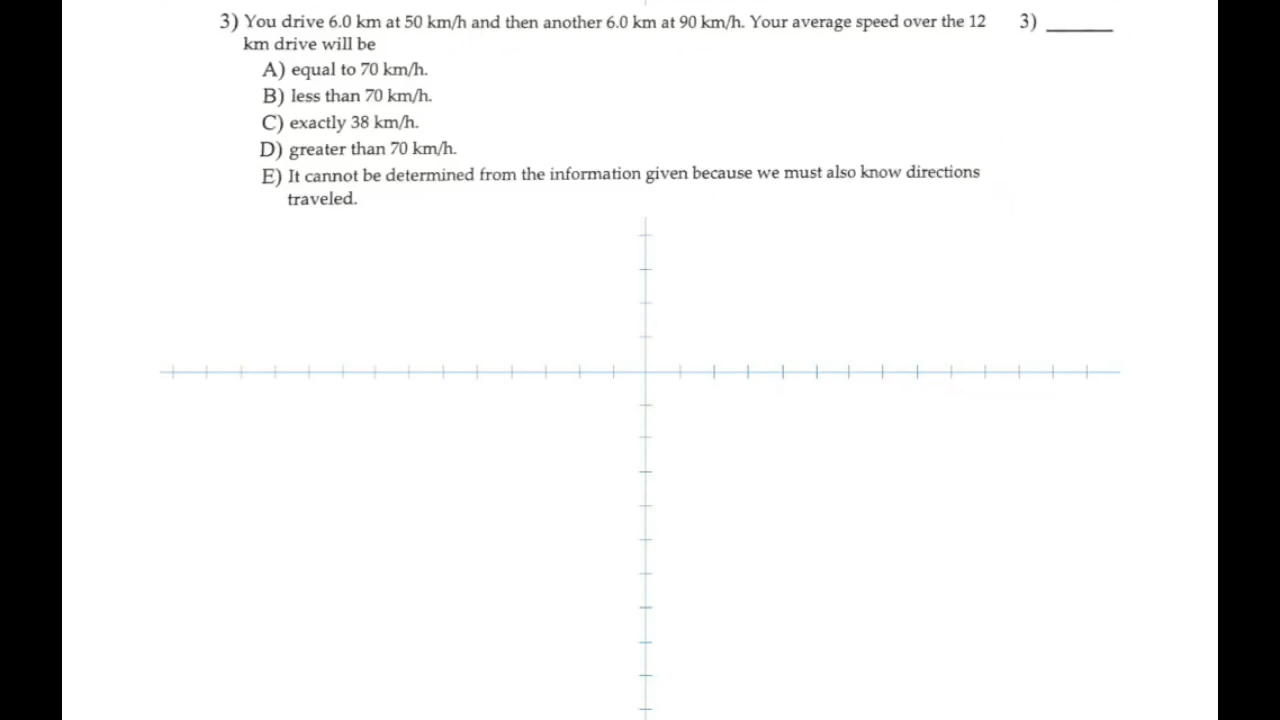 3) You drive 6.0 km at 50 km/h and then another 6.0 km at 90 km/h. Your average speed over the 12 3) ______
km drive will be
A) equal to 70 km/h.
B) less than 70 km/h.
C) exactly 38 km/h.
D) greater than 70 km/h.
E) It cannot be determined from the information given because we must also know directions
traveled.